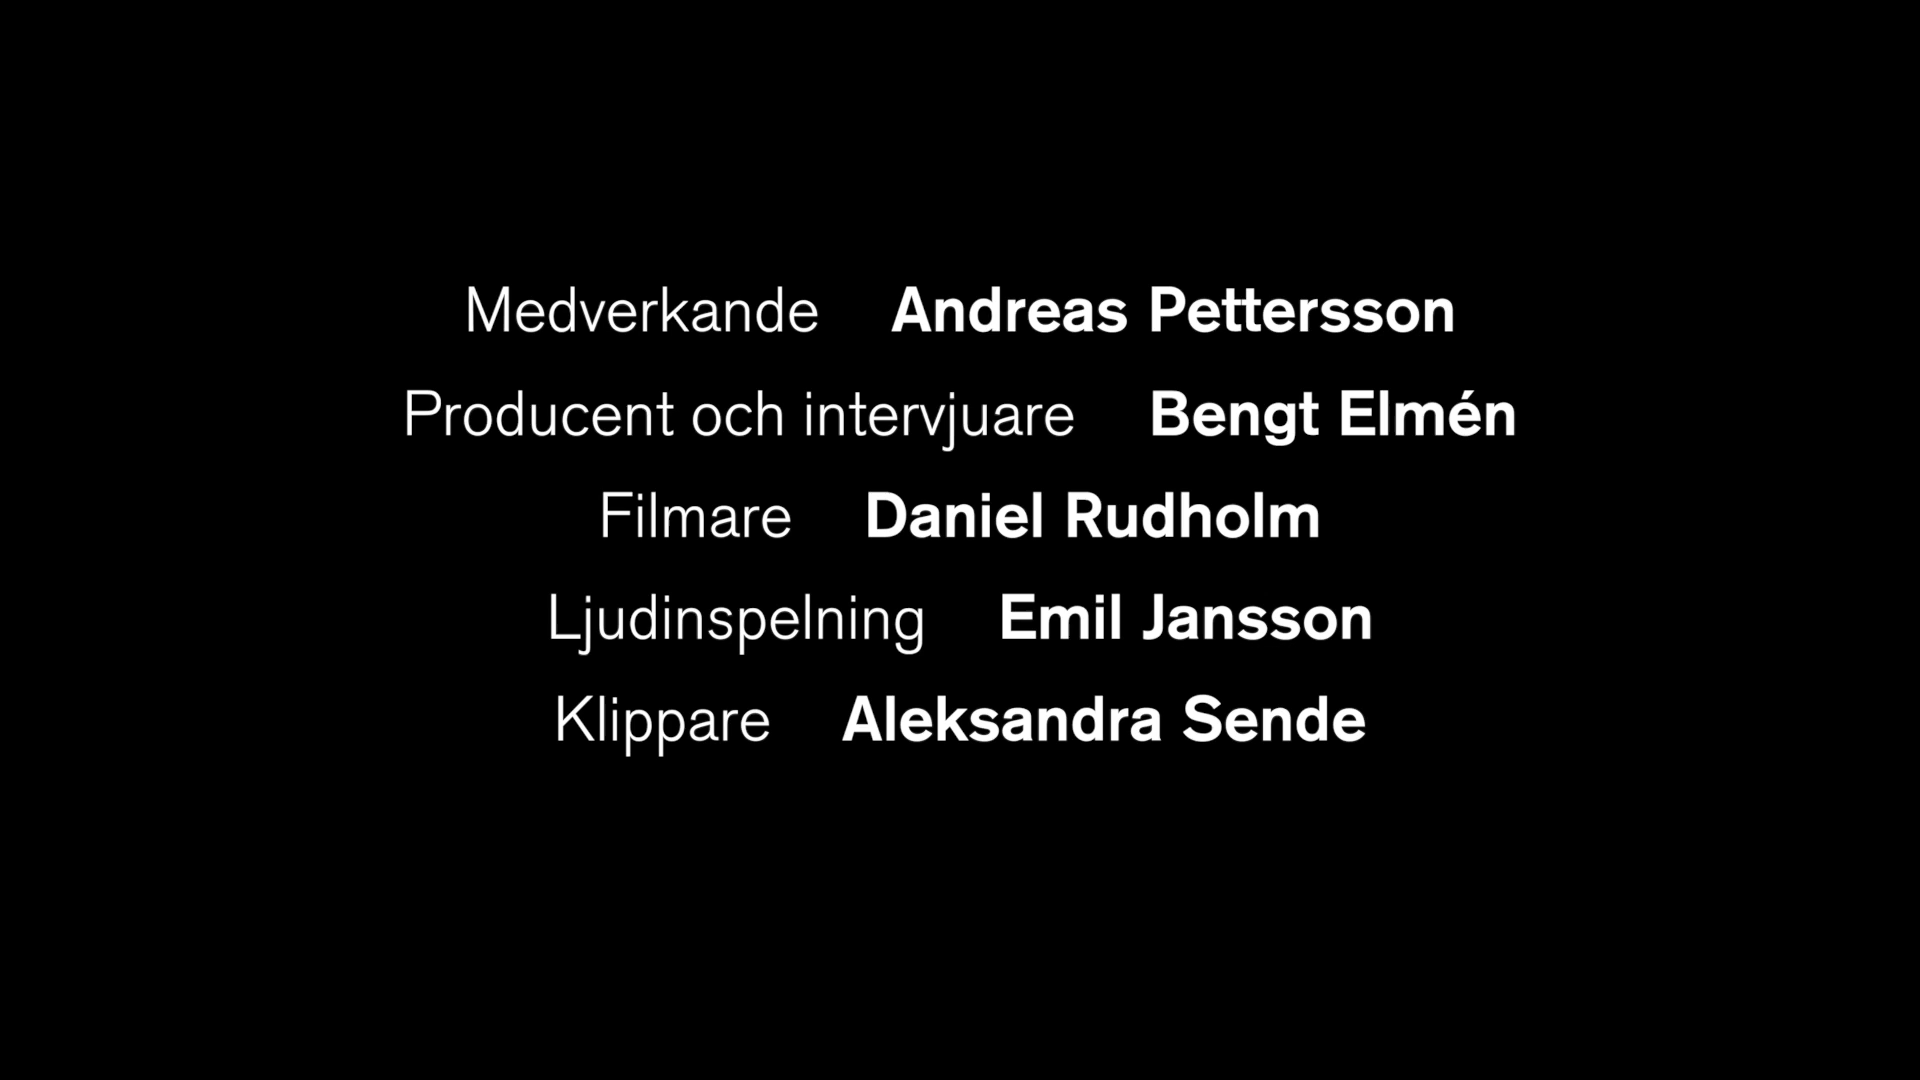 Medverkande Andreas Pettersson
Producent och intervjuare Bengt Elmén
Filmare Daniel Rudholm
Ljudinspelning Emil Jansson
Klippare Aleksandra Sende